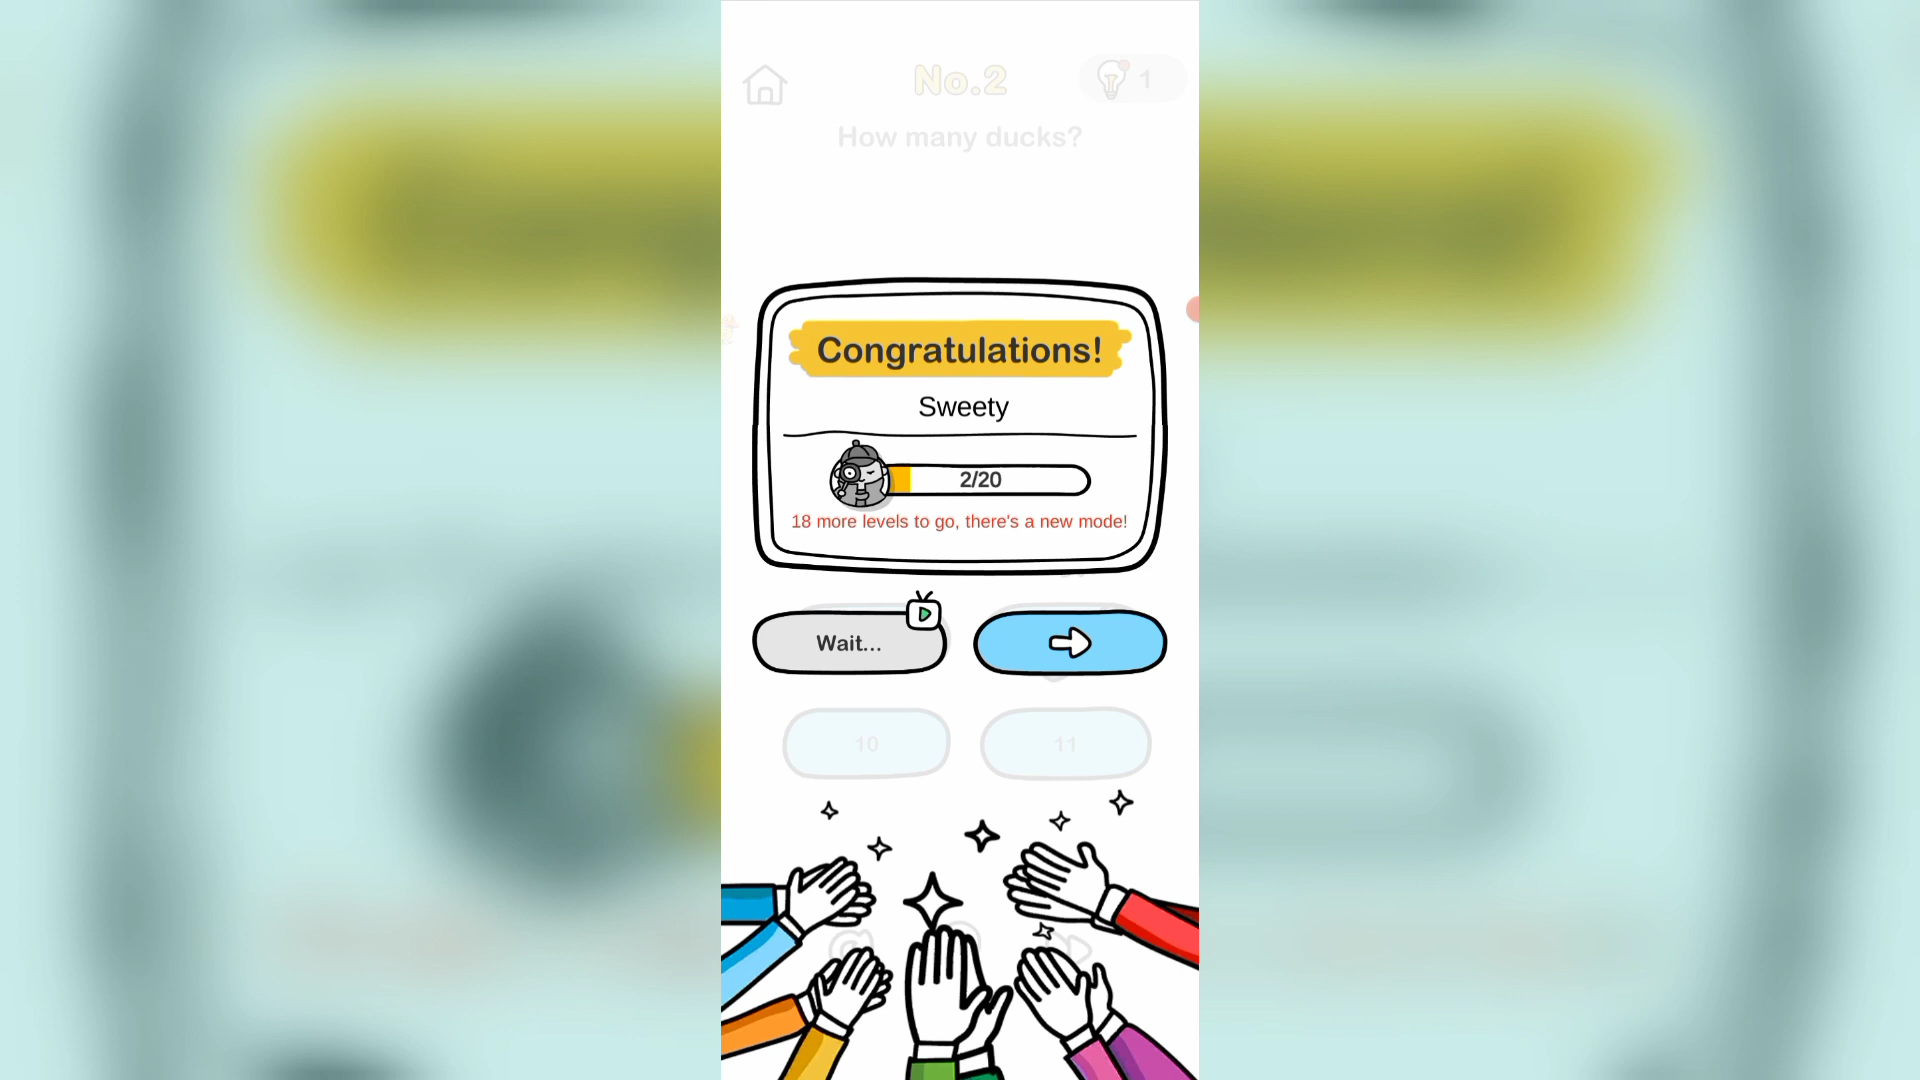 No.2
1
How many ducks?
Congratulations!
Sweety
2/20
18 more levels to go, there's a new mode!
Wait...
10
11